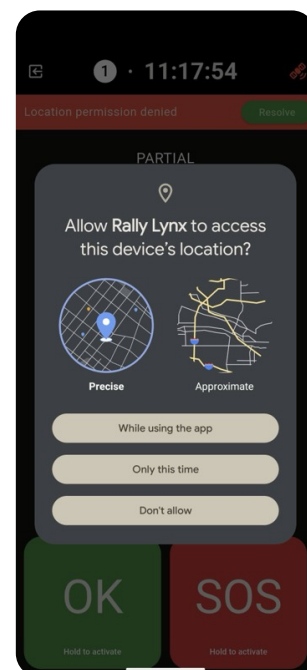 1 · 11:17:54
Location permission denied Resolve
PARTIAL
Allow Rally Lynx to access
this device's location?
Precise Approximate
While using the app
Only this time
Don't allow
OK SOS
Hold to activate Hold to activate